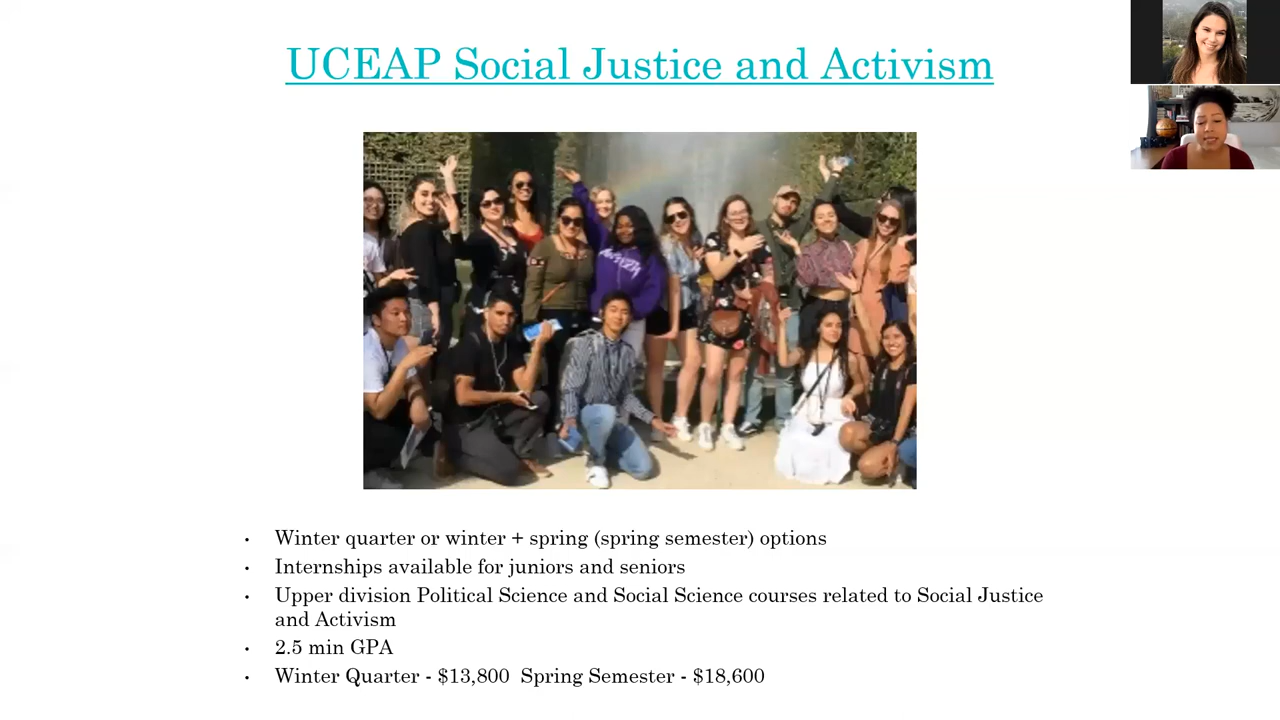 UCEAP Social Justice and Activism
• Winter quarter or winter + spring (spring semester) options
• Internships available for juniors and seniors
• Upper division Political Science and Social Science courses related to Social Justice
and Activism
• 2.5 min GPA
• Winter Quarter - $13,800 Spring Semester - $18,600